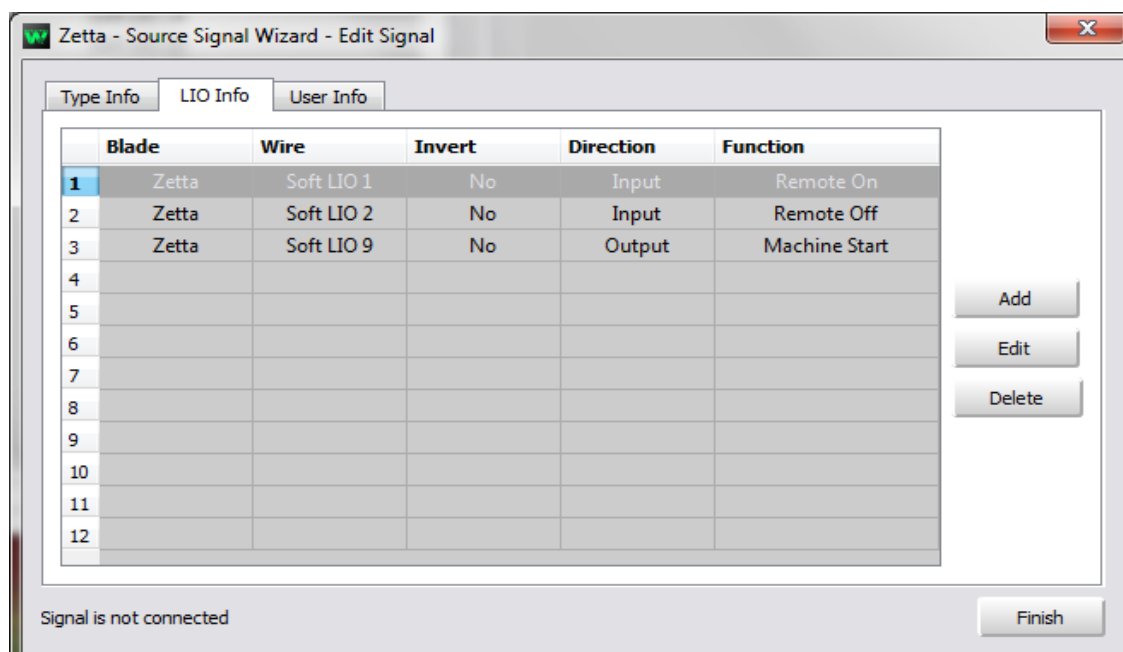 Zetta - Source Signal Wizard - Edit Signal
Type Info LIO Info User Info
Blade Wire Invert Direction Function
1 Zetta Soft LIO 1 No Input Remote On
2 Zetta Soft LIO 2 No Input Remote Off
3 Zetta Soft LIO 9 No Output Machine Start
4
5
6
7
8
9
10
11
12
Add
Edit
Delete
Signal is not connected
Finish